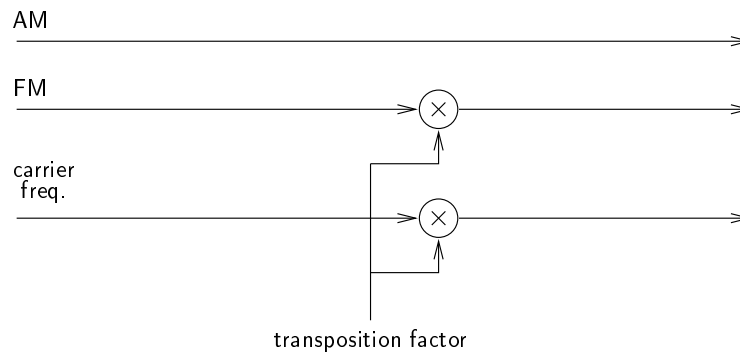 AM
FM
carrier
freq.
transposition factor